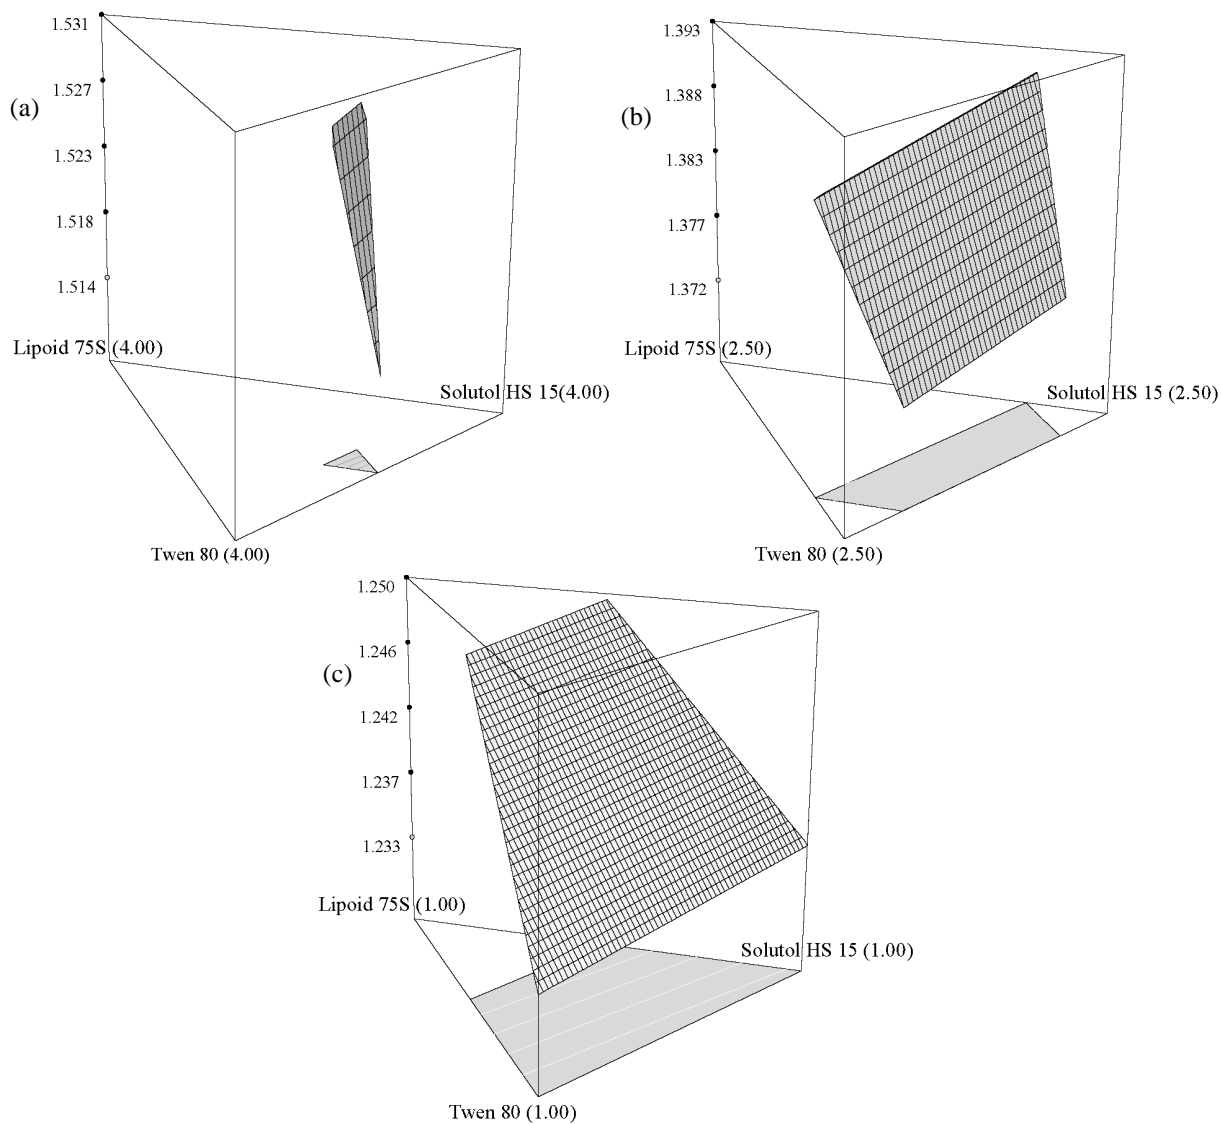 (a)
1.531
1.527
1.523
1.518
1.514
Lipoid 75S (4.00)
Solutol HS 15(4.00)
Twen 80 (4.00)
(b)
1.393
1.388
1.383
1.377
1.372
Lipoid 75S (2.50)
Solutol HS 15 (2.50)
Twen 80 (2.50)
(c)
1.250
1.246
1.242
1.237
1.233
Lipoid 75S (1.00)
Solutol HS 15 (1.00)
Twen 80 (1.00)